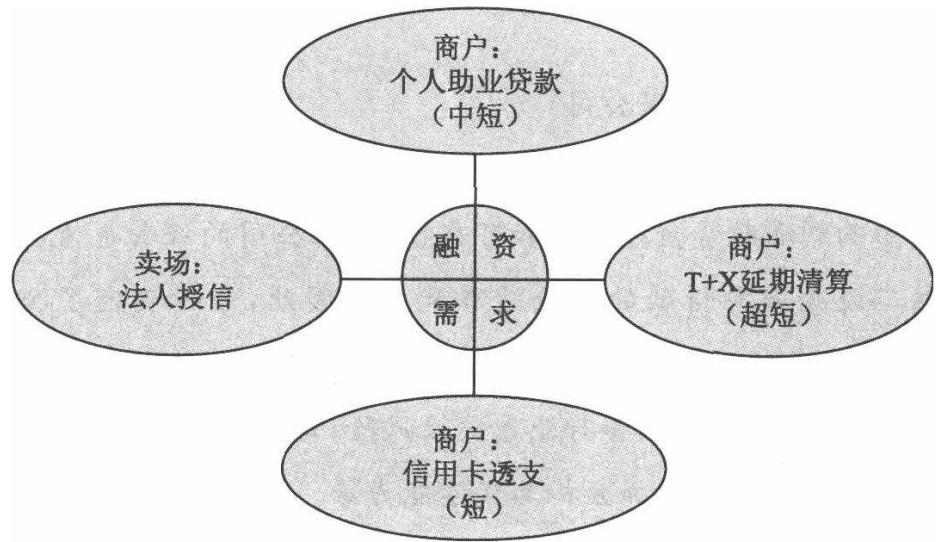 商户：
个人助业贷款
（中短）
卖场：
法人授信
融资
需求
商户：
T+X延期清算
（超短）
商户：
信用卡透支
（短）